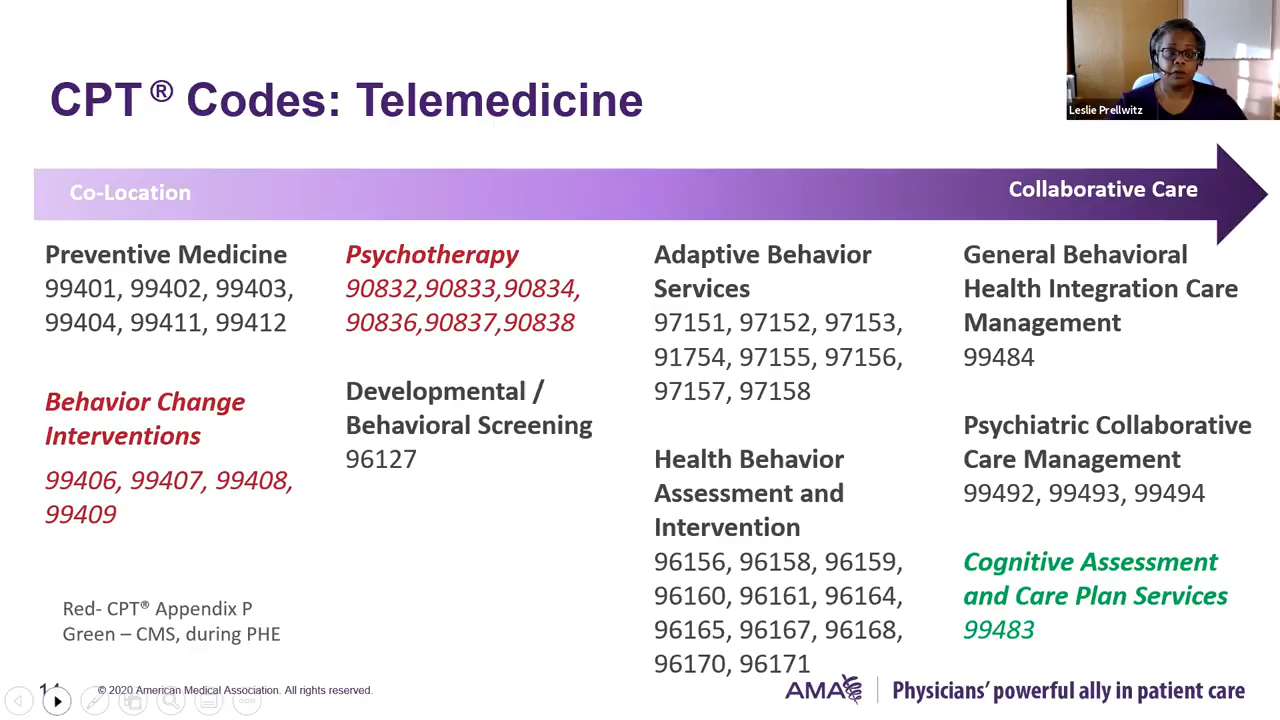 CPT® Codes: Telemedicine
Leslie Prellwitz
Co-Location
Collaborative Care
Preventive Medicine
99401, 99402, 99403,
99404, 99411, 99412
Behavior Change
Interventions
99406, 99407, 99408,
99409
Psychotherapy
90832,90833,90834,
90836,90837,90838
Developmental /
Behavioral Screening
96127
Adaptive Behavior
Services
97151, 97152, 97153,
91754, 97155, 97156,
97157, 97158
Health Behavior
Assessment and
Intervention
96156, 96158, 96159,
96160, 96161, 96164,
96165, 96167, 96168,
96170, 96171
General Behavioral
Health Integration Care
Management
99484
Psychiatric Collaborative
Care Management
99492, 99493, 99494
Cognitive Assessment
and Care Plan Services
99483
Red- CPT® Appendix P
Green – CMS, during PHE
© 2020 American Medical Association. All rights reserved.
AMA
Physicians’ powerful ally in patient care